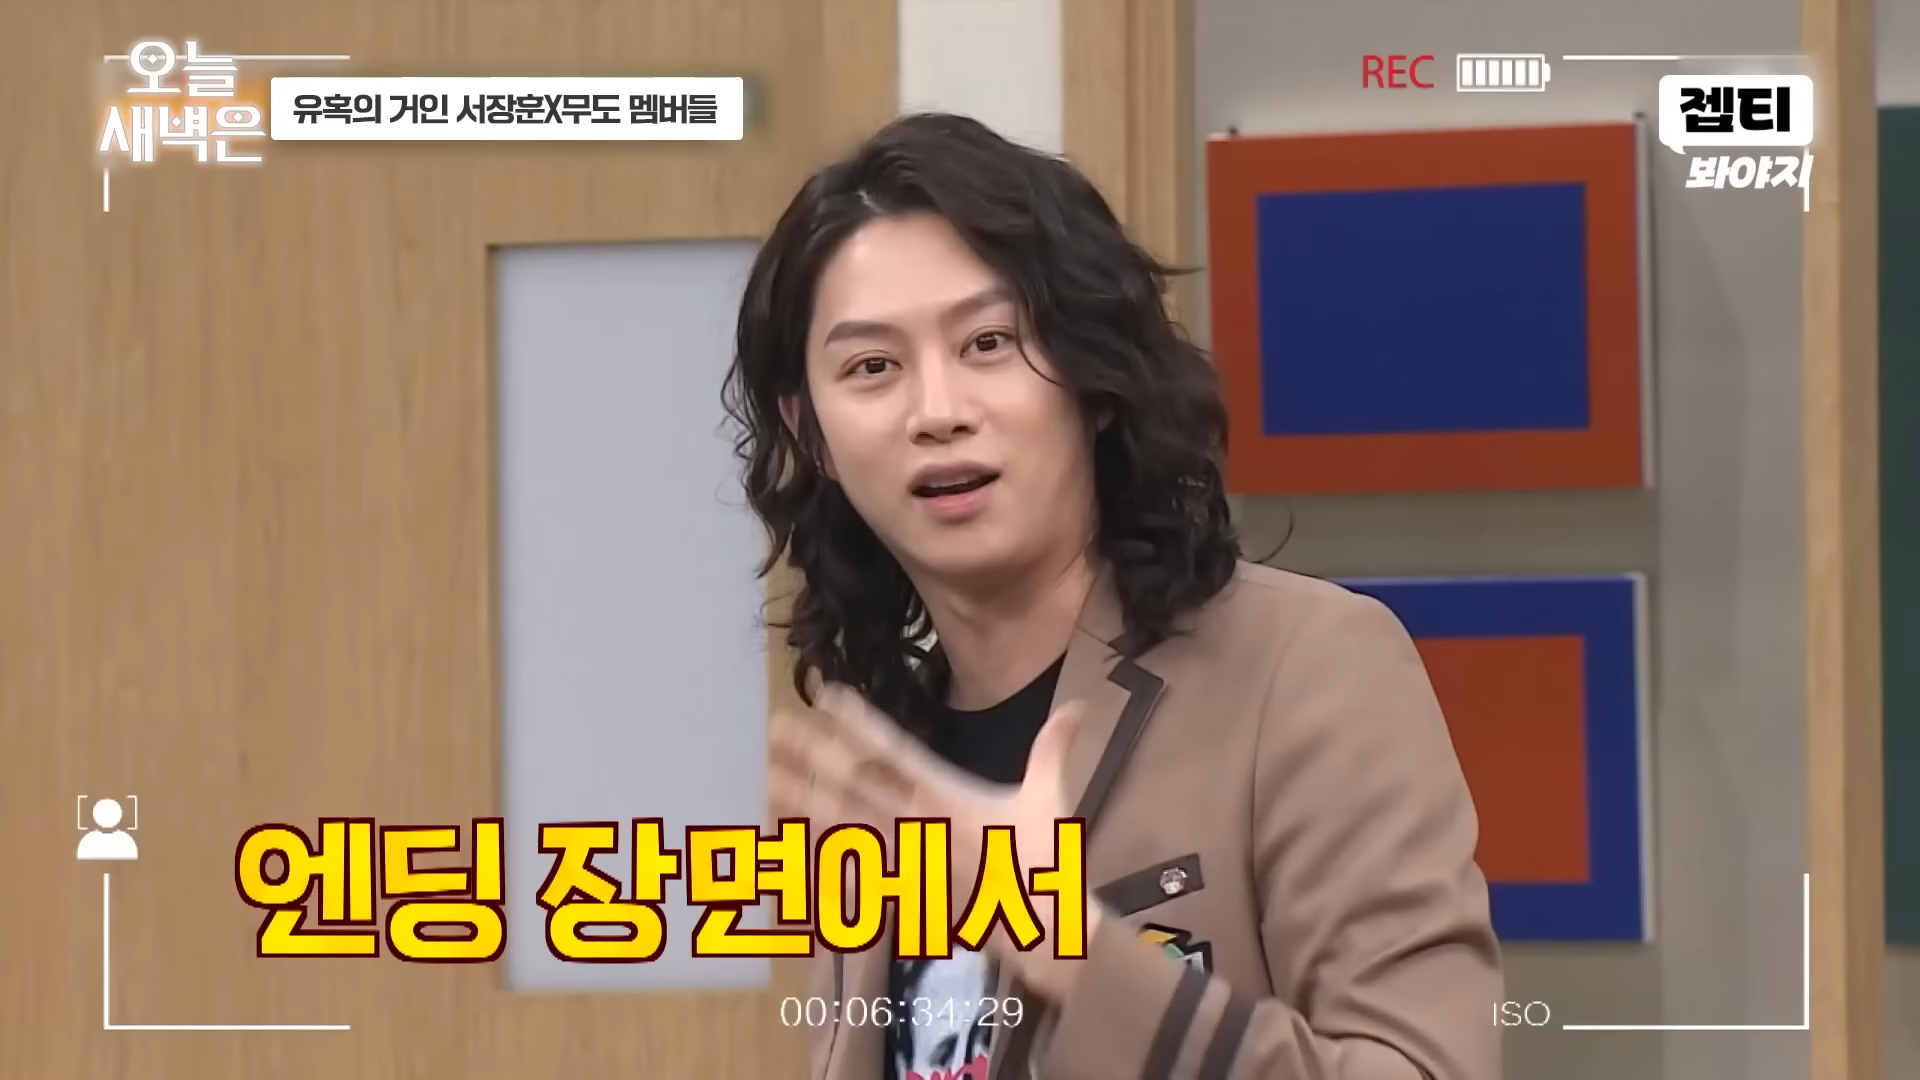 오늘
새벽은
유혹의 거인 서장훈X무도 멤버들
REC
젭티
봐야지
엔딩 장면에서
00:06:34:29
ISO